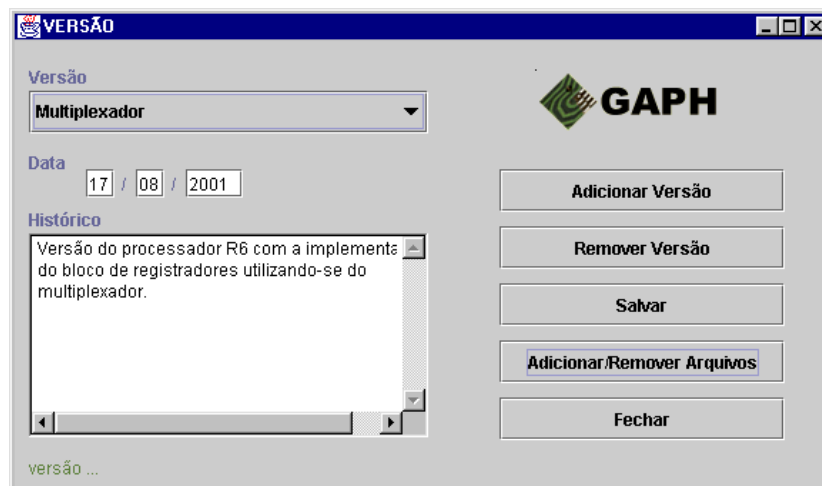 VERSÃO
Versão
Multiplexador
GAPH
Data
17 / 08 / 2001
Histórico
Versão do processador R6 com a implementa
do bloco de registradores utilizando-se do
multiplexador.
Adicionar Versão
Remover Versão
Salvar
Adicionar/Remover Arquivos
Fechar
versão ...